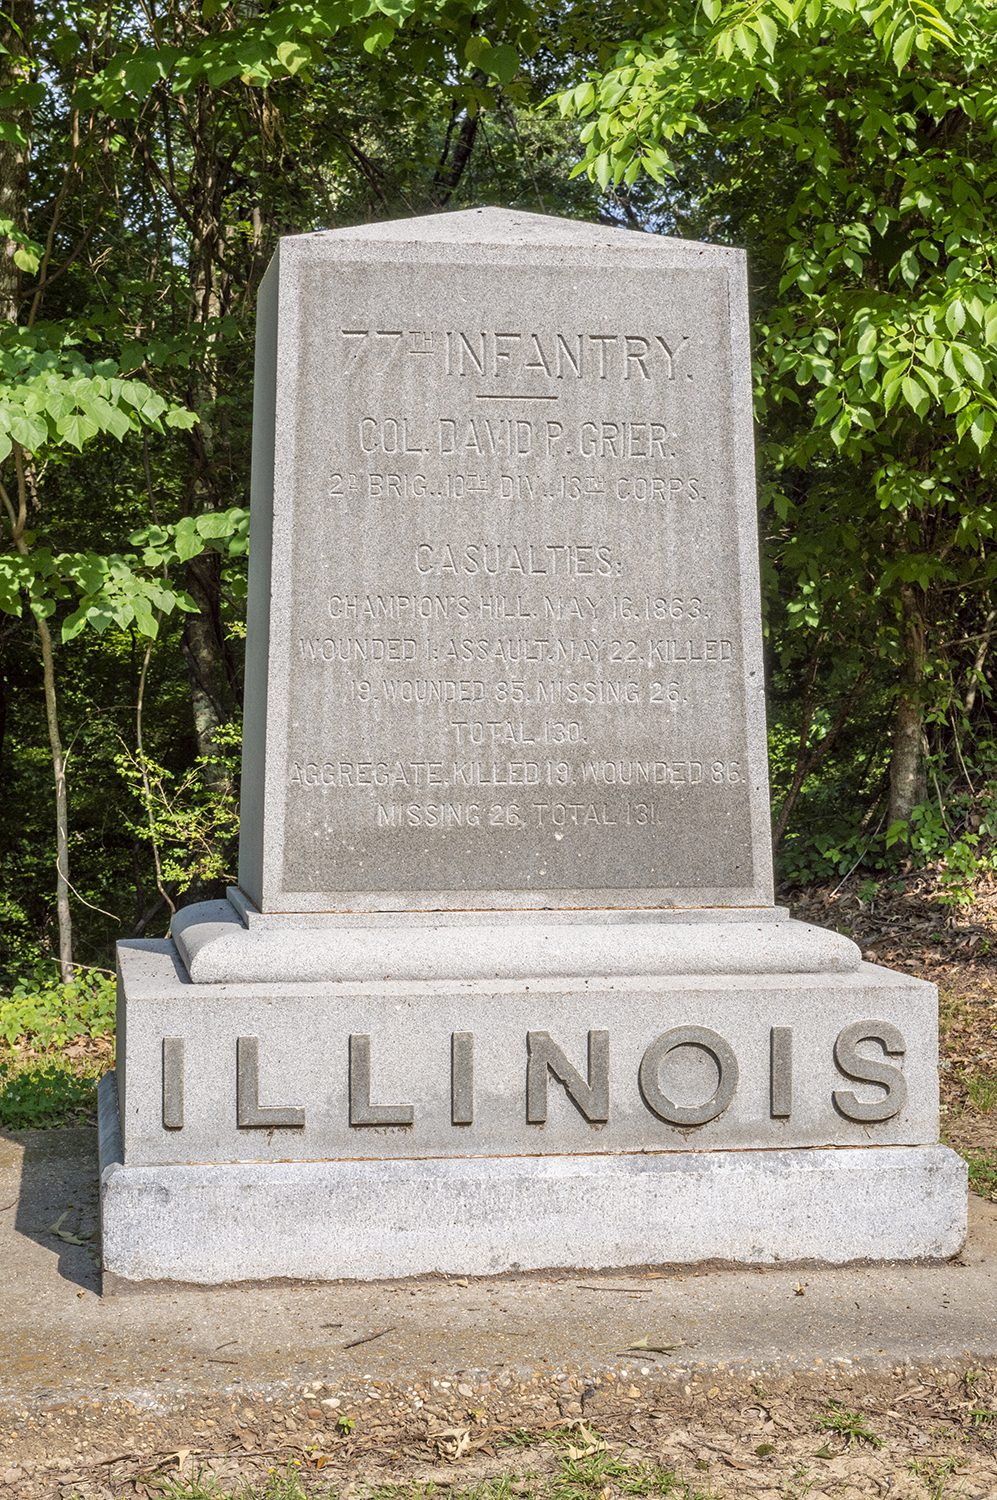 77TH INFANTRY.
COL. DAVID P. GRIER:
2D BRIG., 10TH DIV., 13TH CORPS.
CASUALTIES:
CHAMPION'S HILL, MAY 16, 1863.
WOUNDED 1; ASSAULT, MAY 22, KILLED
19, WOUNDED 85, MISSING 26,
TOTAL 130.
AGGREGATE, KILLED 19, WOUNDED 86,
MISSING 26, TOTAL 131.
ILLINOIS